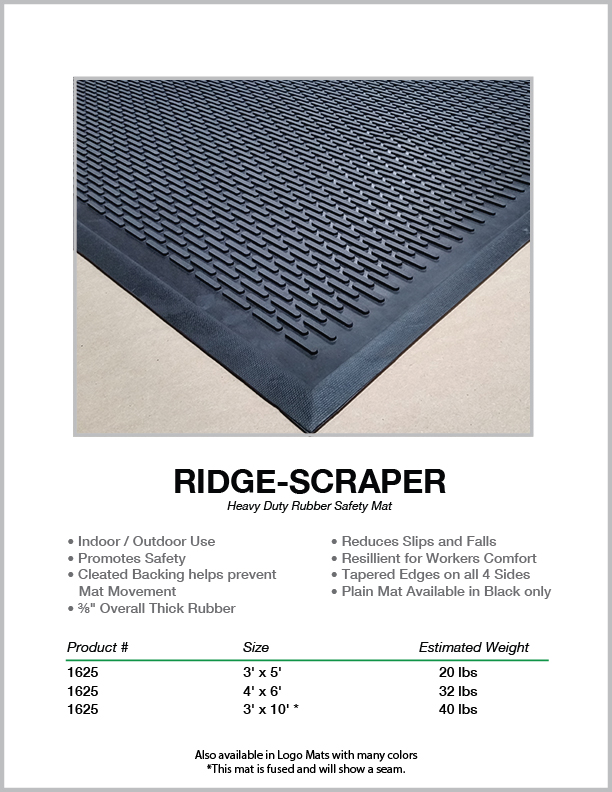 RIDGE-SCRAPER
Heavy Duty Rubber Safety Mat
• Indoor / Outdoor Use
• Promotes Safety
• Cleated Backing helps prevent
Mat Movement
• ⅜" Overall Thick Rubber
• Reduces Slips and Falls
• Resillient for Workers Comfort
• Tapered Edges on all 4 Sides
• Plain Mat Available in Black only
Product # Size Estimated Weight
1625 3' x 5' 20 lbs
1625 4' x 6' 32 lbs
1625 3' x 10' * 40 lbs
Also available in Logo Mats with many colors
*This mat is fused and will show a seam.